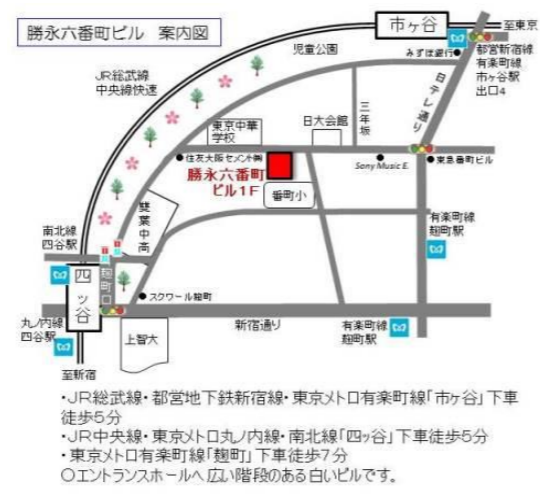 勝永六番町ビル 案内図
市ヶ谷
至東京
児童公園
みずほ銀行
都営新宿線
有楽町線
市ヶ谷駅
出口4
JR総武線
中央線快速
日テレ通り
三年坂
東京中華
学校
日大会館
住友大阪セメント㈱
Sony Music E.
東急番町ビル
勝永六番町
ビル1F
番町小
雙葉中高
有楽町線
麹町駅
南北線
四谷駅
四ッ谷
麹町口
スクワール麹町
丸ノ内線
四谷駅
上智大
新宿通り
有楽町線
麹町駅
至新宿
・JR総武線・都営地下鉄新宿線・東京メトロ有楽町線「市ヶ谷」下車
徒歩5分
・JR中央線・東京メトロ丸ノ内線・南北線「四ッ谷」下車徒歩5分
・東京メトロ有楽町線「麹町」下車徒歩7分
○エントランスホールへ広い階段のある白いビルです。